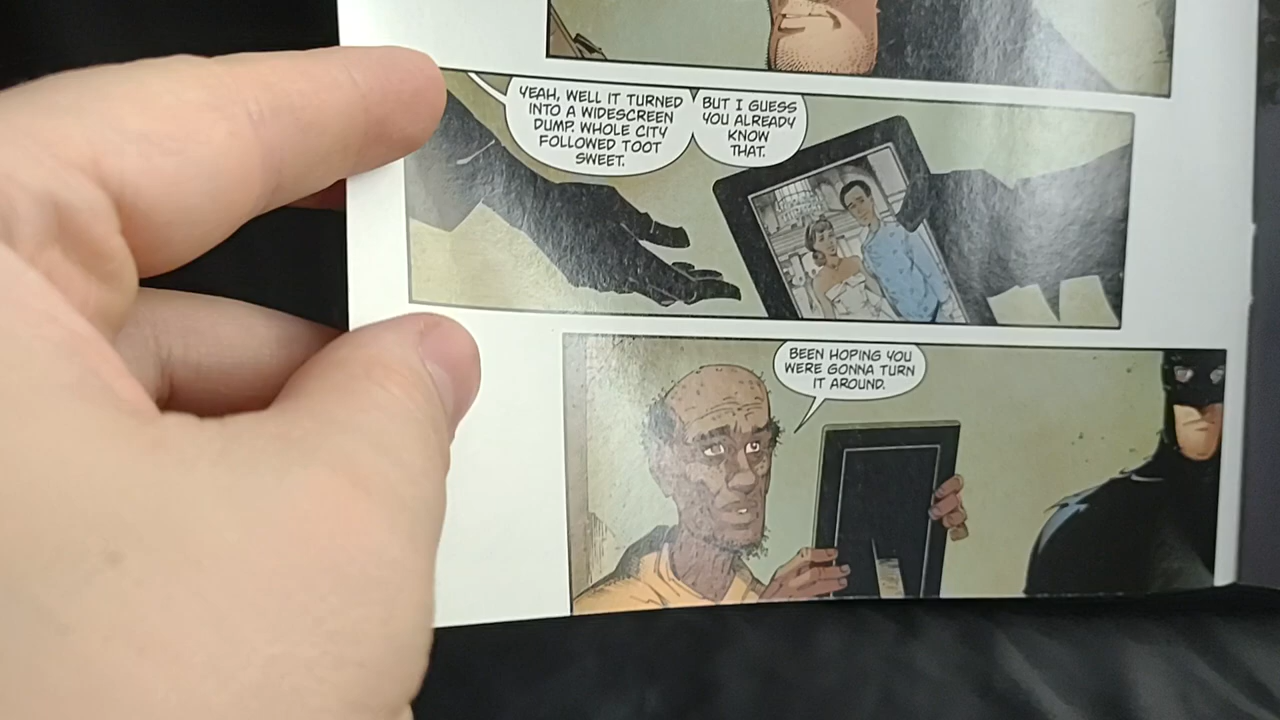 YEAH, WELL IT TURNED
INTO A WIDESCREEN
DUMP. WHOLE CITY
FOLLOWED TOOT
SWEET.
BUT I GUESS
YOU ALREADY
KNOW
THAT.
BEEN HOPING YOU
WERE GONNA TURN
IT AROUND.